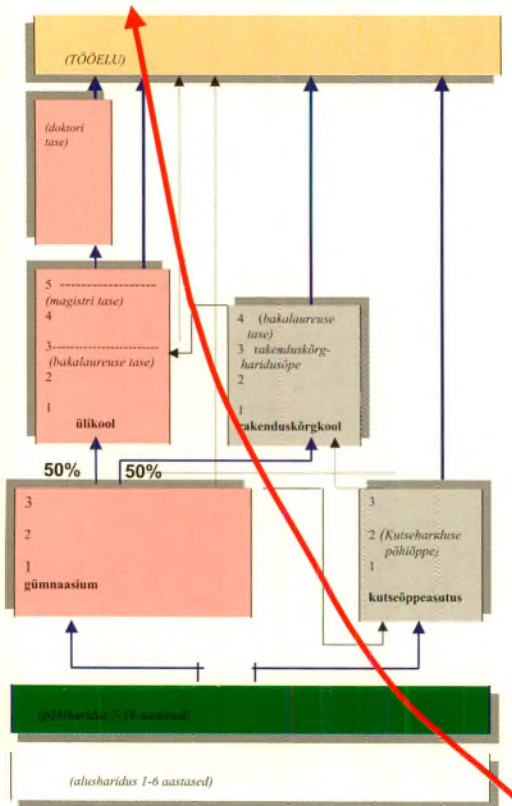 (TÖÖELU)
(doktori
tase)
5 --------------------
(magistri tase)
4
3--------------------
(bakalaureuse tase)
2
1
ülikool
4 (bakalaureuse
tase)
3 rakenduskõrg-
haridusõpe
2
1
rakenduskõrgkool
50%
50%
3
2
1
gümnaasium
3
2 (Kutsehariduse
põhiõppe)
1
kutseõppeasutus
(põhiharidus 7-16-aastased)
(alusharidus 1-6 aastased)